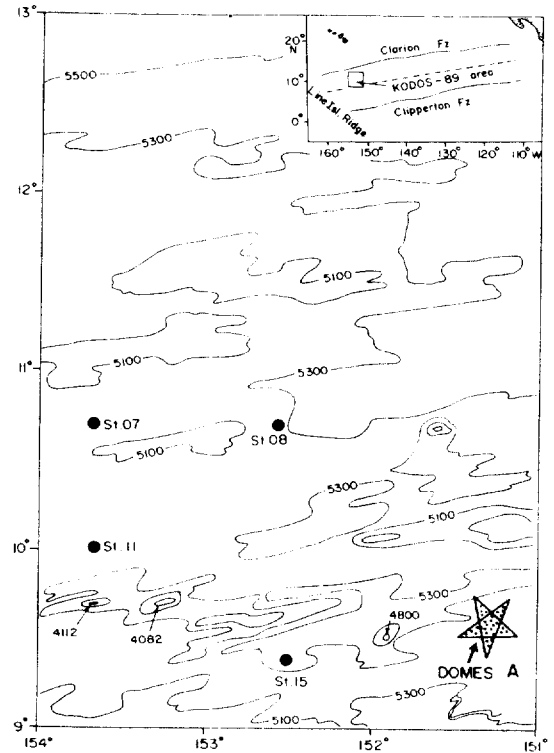 13°
20°
N
10°
0°
Clarion Fz
KODOS-89 area
Clipperton Fz
Line Isl. Ridge
160° 150° 140° 130° 120° 110° W
5500
5300
12°
5100
5100
11°
5300
St.07
St.08
5100
5300
5100
10°
St.11
5300
4112
4082
4800
DOMES A
St.15
5300
5100
9°
154° 153° 152° 151°